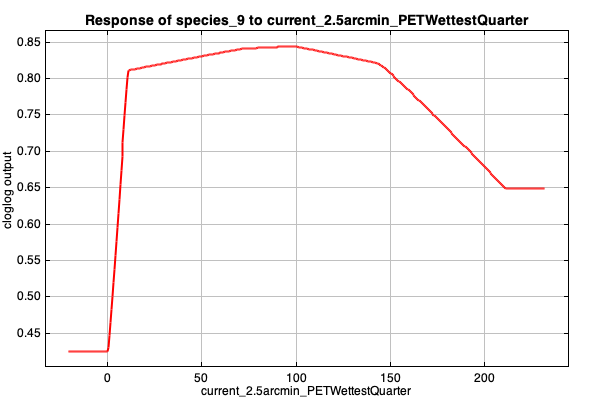 Response of species_9 to current_2.5arcmin_PETWettestQuarter
0.85
0.80
0.75
0.70
0.65
0.60
0.55
0.50
0.45
cloglog output
0 50 100 150 200
current_2.5arcmin_PETWettestQuarter